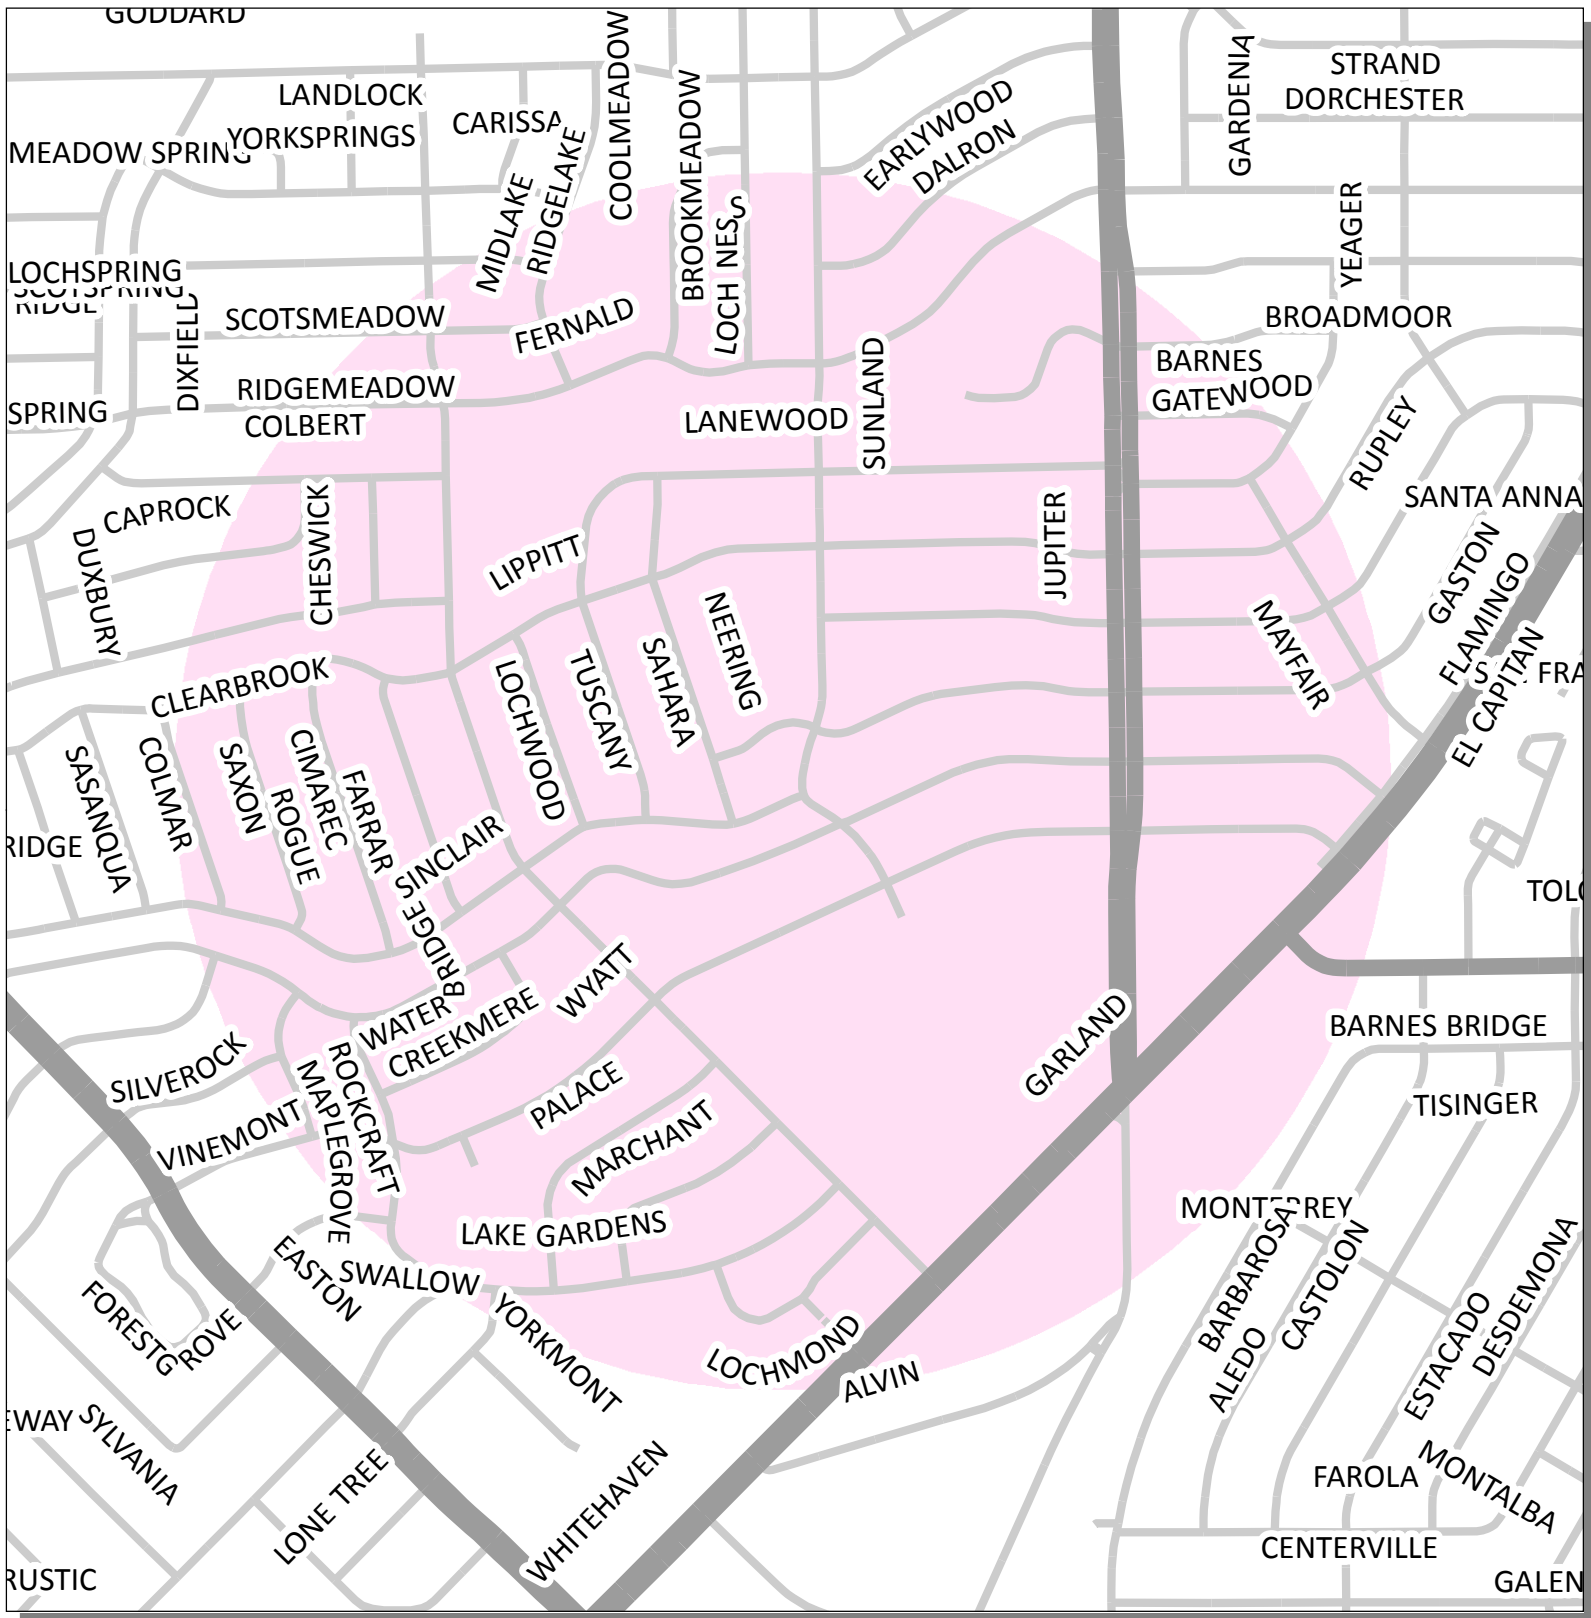 GODDARD
LANDLOCK
YORKSPRINGS
MEADOW SPRING
CARISSA
MIDLAKE
RIDGELAKE
COOLMEADOW
BROOKMEADOW
LOCH NESS
EARLYWOOD
DALRON
GARDENIA
STRAND
DORCHESTER
YEAGER
BROADMOOR
LOCHSPRING
SCOTSPRING
RIDGE
DIXFIELD
SCOTSMEADOW
FERNALD
RIDGEMEADOW
COLBERT
SPRING
LANEWOOD
SUNLAND
BARNES
GATEWOOD
RUPLEY
SANTA ANNA
CAPROCK
DUXBURY
CHESWICK
LIPPITT
JUPITER
GASTON
FLAMINGO
EL CAPITAN
MAYFAIR
NEERING
SAHARA
TUSCANY
LOCHWOOD
CLEARBROOK
SASANQUA
COLMAR
SAXON
ROGUE
CIMAREC
FARRAR
SINCLAIR
RIDGE
BRIDGE
WATER
CREEKMERE
WYATT
GARLAND
BARNES BRIDGE
TISINGER
SILVEROCK
VINEMONT
MAPLEGROVE
ROCKCRAFT
PALACE
MARCHANT
LAKE GARDENS
EASTON
SWALLOW
YORKMONT
LOCHMOND
ALVIN
FORESTGROVE
MONTERREY
BARBAROSA
CASTOLON
ALEDO
ESTACADO
DESDEMONA
EWAY
SYLVANIA
LONE TREE
WHITEHAVEN
FAROLA
MONTALBA
CENTERVILLE
RUSTIC
GALEN